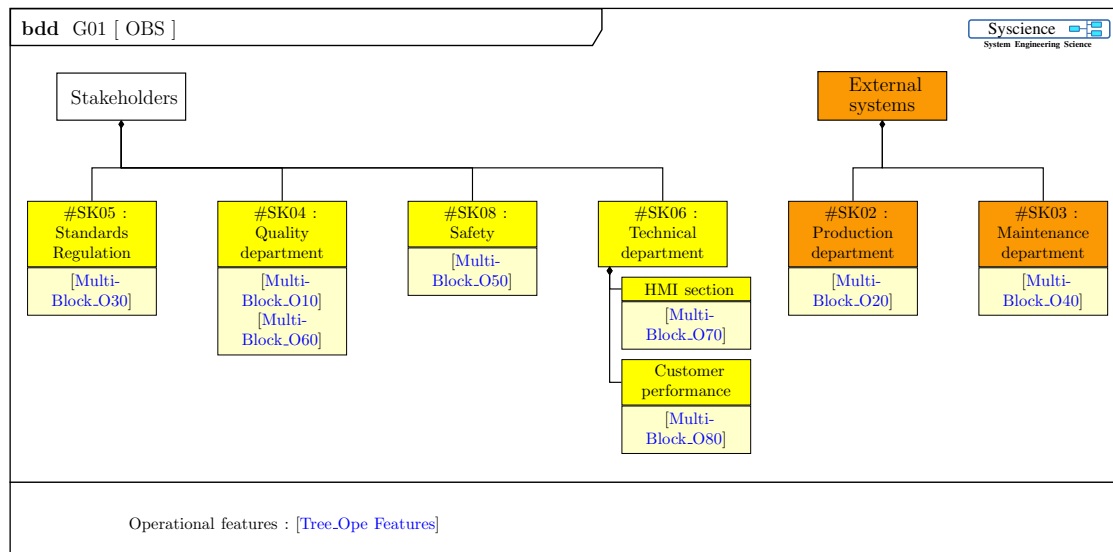 bdd G01 [ OBS ]
Syscience
System Engineering Science
Stakeholders
External
systems
#SK05 :
Standards
Regulation
[Multi-
Block_O30]
#SK04 :
Quality
department
[Multi-
Block_O10]
[Multi-
Block_O60]
#SK08 :
Safety
[Multi-
Block_O50]
#SK06 :
Technical
department
HMI section
[Multi-
Block_O70]
Customer
performance
[Multi-
Block_O80]
#SK02 :
Production
department
[Multi-
Block_O20]
#SK03 :
Maintenance
department
[Multi-
Block_O40]
Operational features : [Tree_Ope Features]